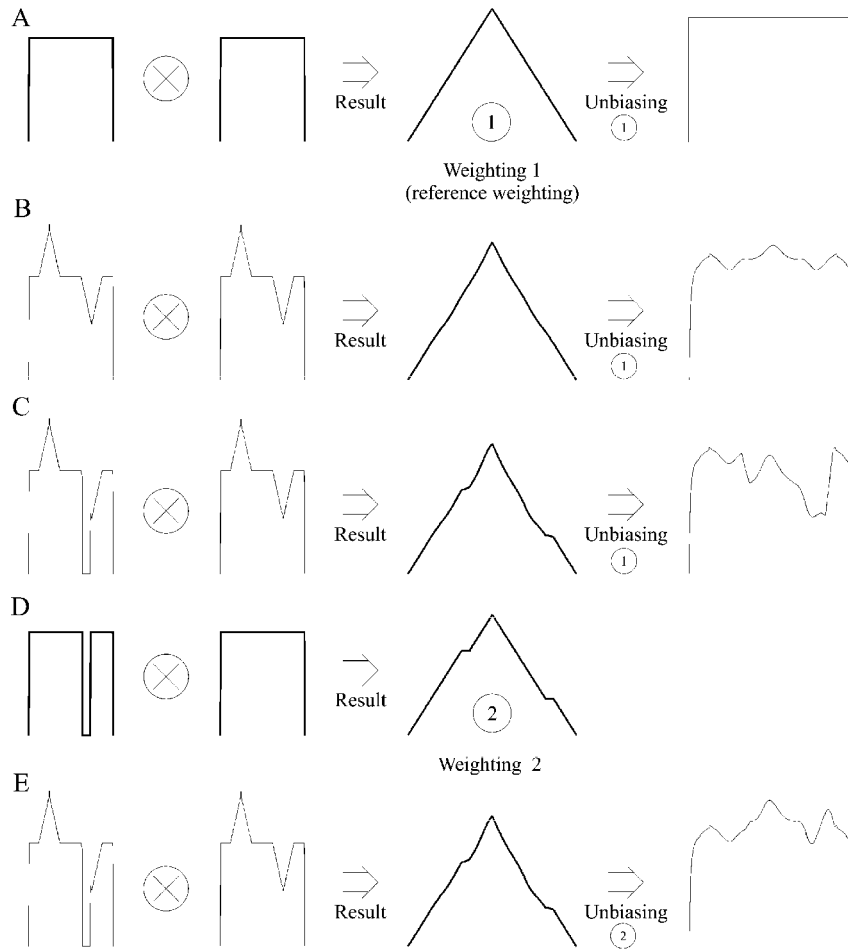 A
Result
1
Unbiasing
1
Weighting 1
(reference weighting)
B
Result
Unbiasing
1
C
Result
Unbiasing
1
D
Result
2
Weighting 2
E
Result
Unbiasing
2